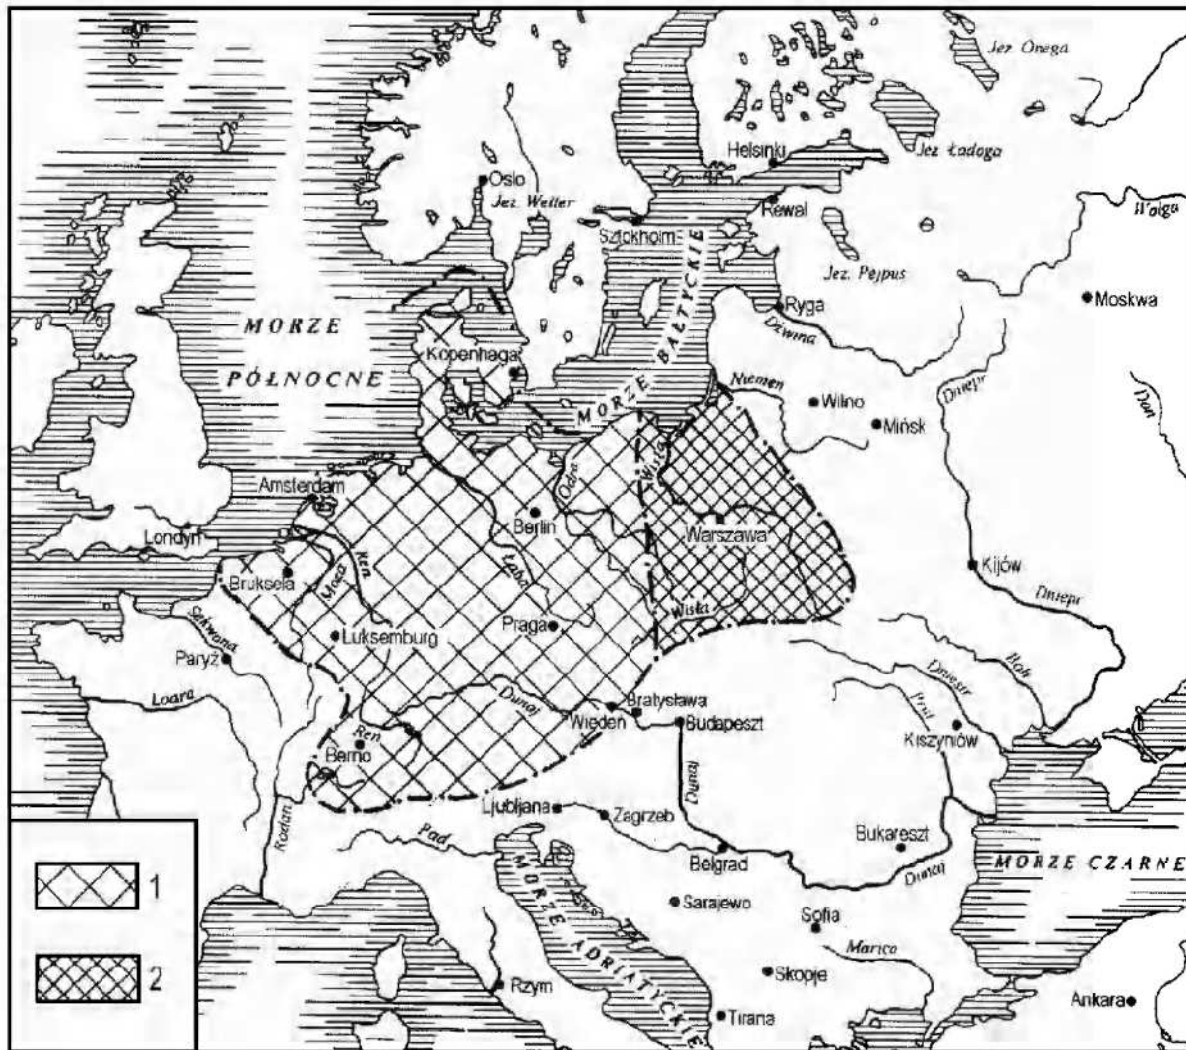 Jez Onega
Jez Ładoga
Helsinki
Oslo
Jez. Wetter
Rewal
Wołga
Sztokholm
Jez. Pejpus
Moskwa
Ryga
Dźwina
MORZE
PÓŁNOCNE
Kopenhaga
MORZE BAŁTYCKIE
Niemen
Wilno
Mińsk
Dniepr
Don
Wisła
Odra
Amsterdam
Berlin
Warszawa
Londyn
Bruksela
Moza
Ren
Łaba
Kijów
Dniepr
Wisła
Sekwana
Luksemburg
Praga
Paryż
Loara
Dunaj
Bratysława
Wiedeń
Budapeszt
Dniestr
Boh
Prut
Kiszyniów
Ren
Berno
Dunaj
Ljubljana
Zagrzeb
Rodan
Pad
Belgrad
Bukareszt
Dunaj
MORZE CZARNE
MORZE ADRIATYCKIE
Sarajewo
Sofia
Marica
Skopje
Rzym
Tirana
Ankara
1
2